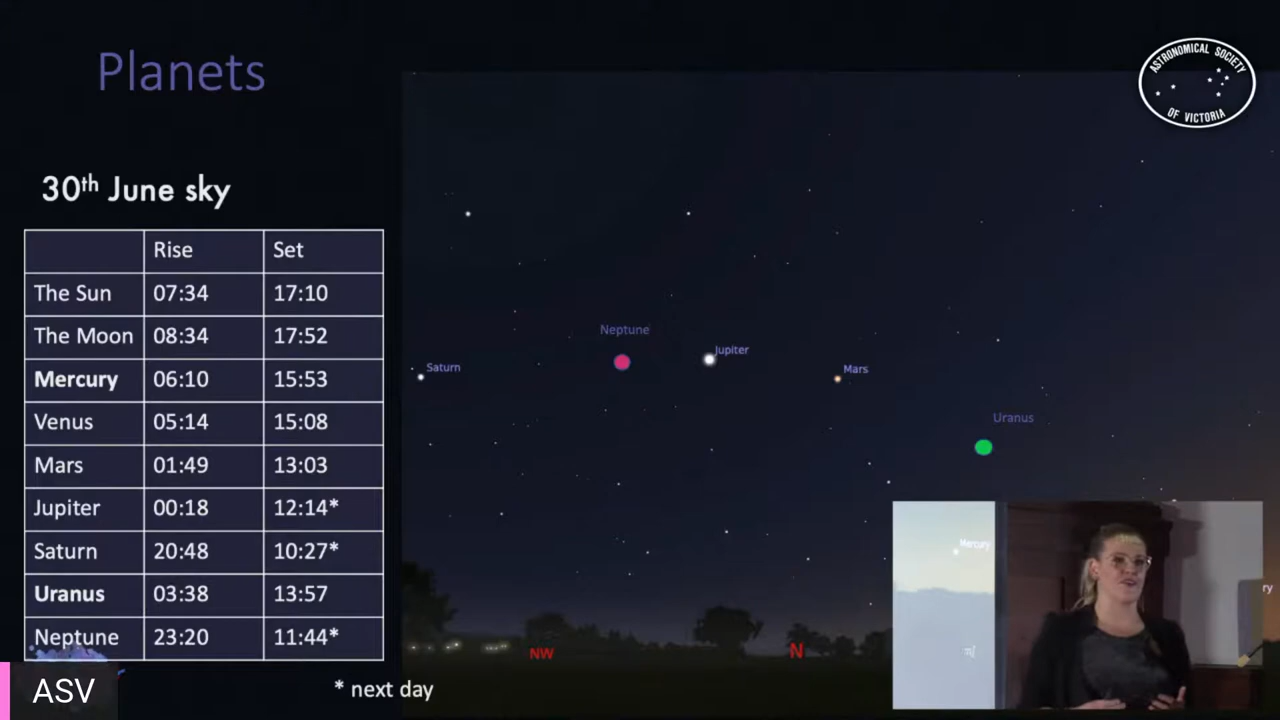 Planets
ASTRONOMICAL SOCIETY
OF VICTORIA
30th June sky
Rise Set
The Sun 07:34 17:10
The Moon 08:34 17:52
Mercury 06:10 15:53
Venus 05:14 15:08
Mars 01:49 13:03
Jupiter 00:18 12:14*
Saturn 20:48 10:27*
Uranus 03:38 13:57
Neptune 23:20 11:44*
* next day
ASV
Neptune
Jupiter
Saturn
Mars
Uranus
NW
N
Mercury
ry